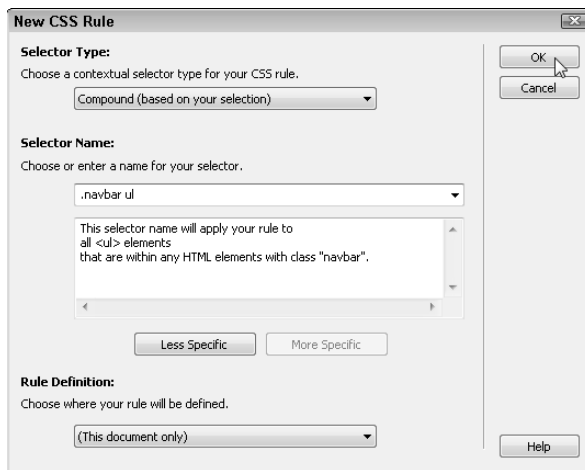 New CSS Rule
Selector Type:
Choose a contextual selector type for your CSS rule.
Compound (based on your selection)
OK
Cancel
Selector Name:
Choose or enter a name for your selector.
.navbar ul
This selector name will apply your rule to
all <ul> elements
that are within any HTML elements with class "navbar".
Less Specific
More Specific
Rule Definition:
Choose where your rule will be defined.
(This document only)
Help